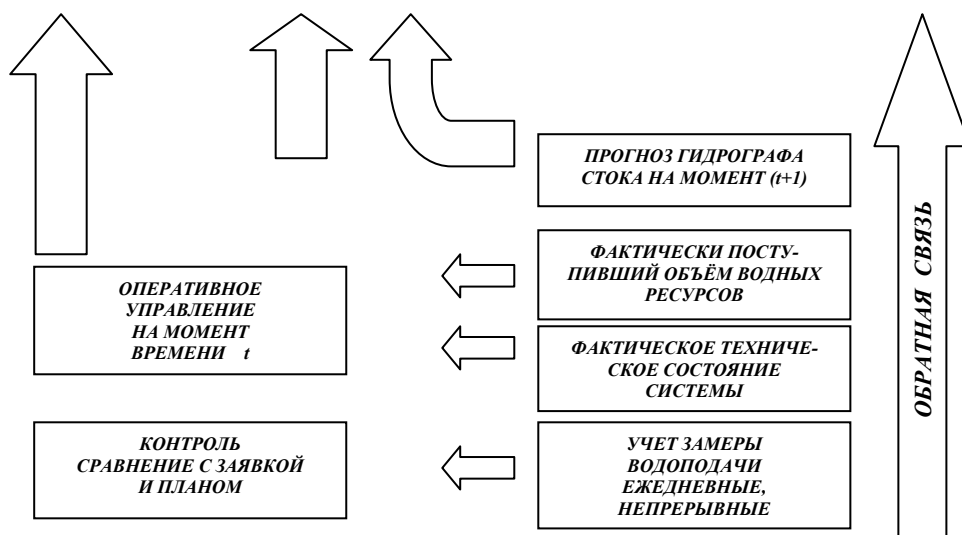 ПРОГНОЗ ГИДРОГРАФА
СТОКА НА МОМЕНТ (t+1)
ФАКТИЧЕСКИ ПОСТУ-
ПИВШИЙ ОБЪЁМ ВОДНЫХ
РЕСУРСОВ
ОПЕРАТИВНОЕ
УПРАВЛЕНИЕ
НА МОМЕНТ
ВРЕМЕНИ t
ФАКТИЧЕСКОЕ ТЕХНИЧЕ-
СКОЕ СОСТОЯНИЕ
СИСТЕМЫ
КОНТРОЛЬ
СРАВНЕНИЕ С ЗАЯВКОЙ
И ПЛАНОМ
УЧЕТ ЗАМЕРЫ
ВОДОПОДАЧИ
ЕЖЕДНЕВНЫЕ,
НЕПРЕРЫВНЫЕ
ОБРАТНАЯ СВЯЗЬ